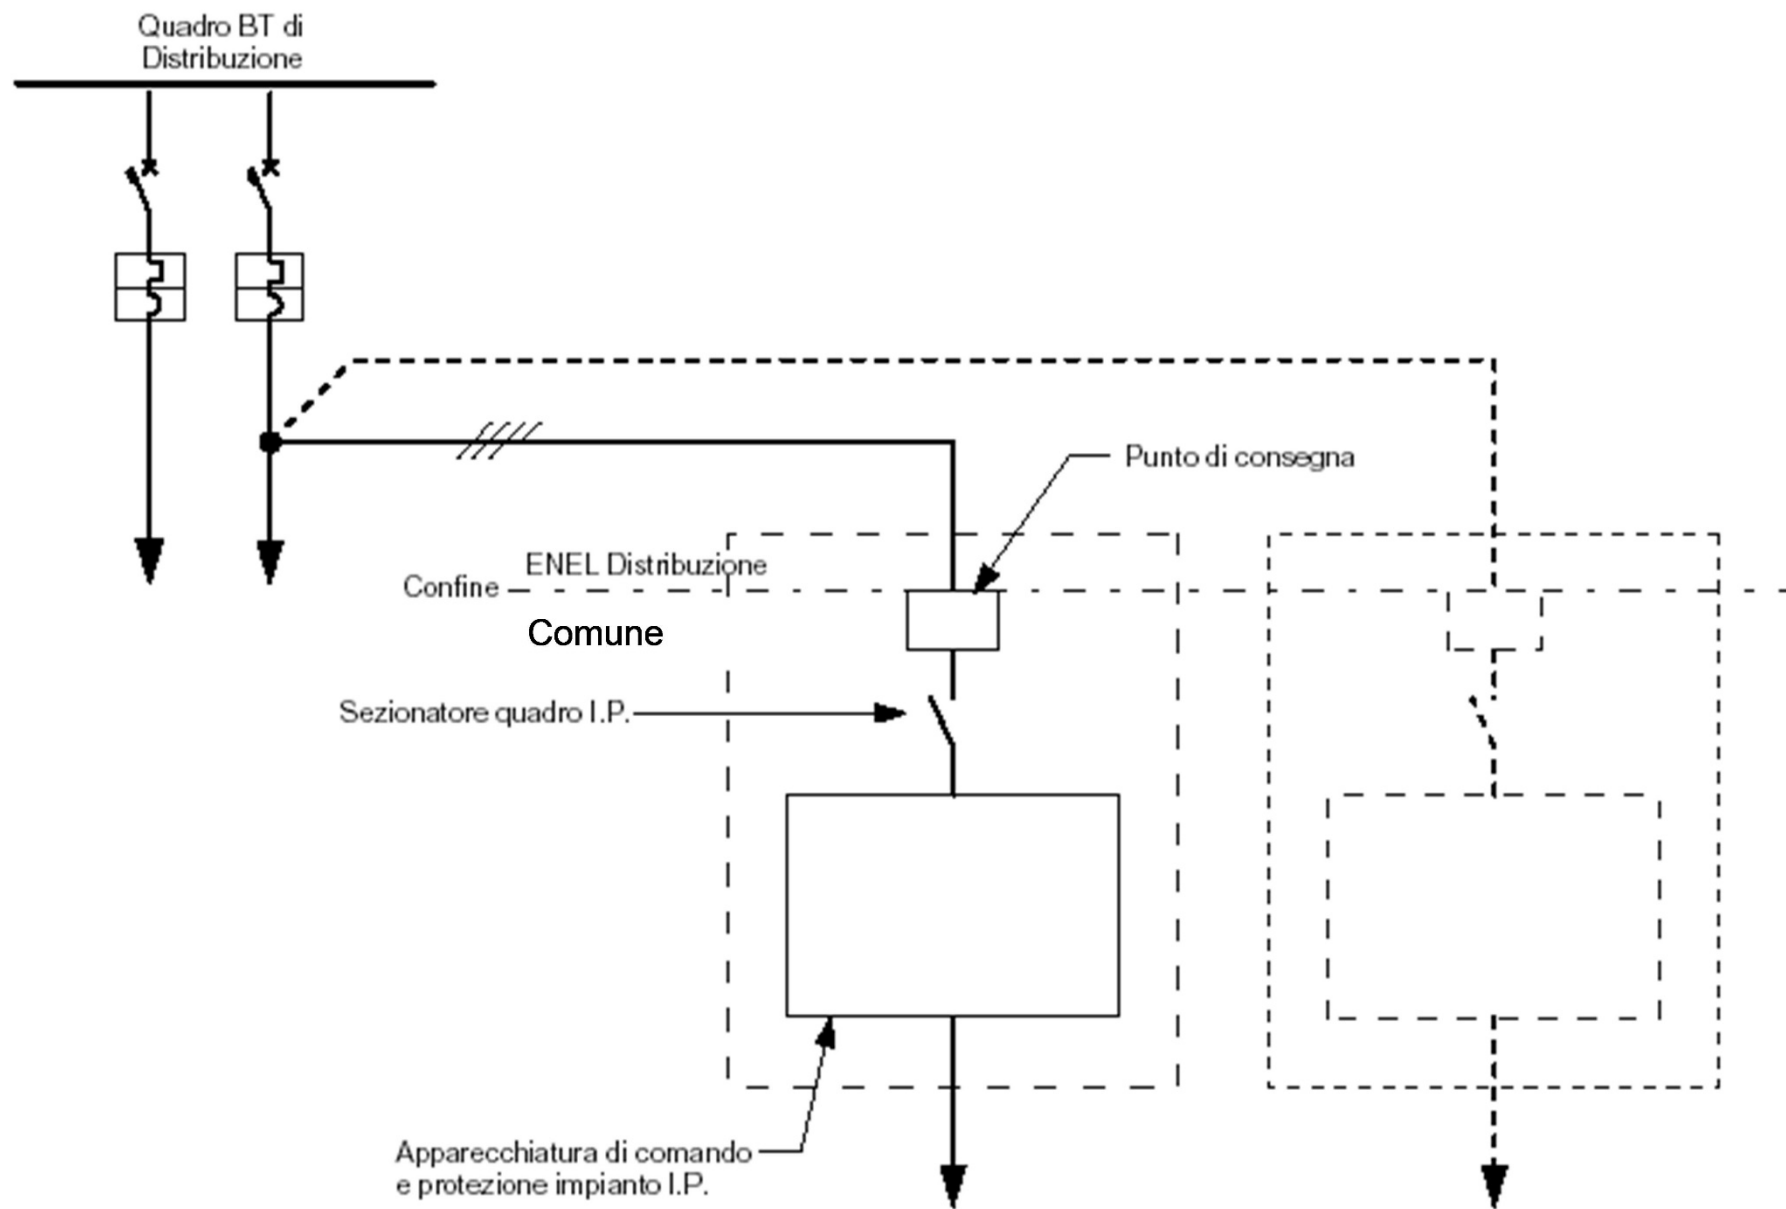 Quadro BT di
Distribuzione
Punto di consegna
ENEL Distribuzione
Confine
Comune
Sezionatore quadro I.P.
Apparecchiatura di comando
e protezione impianto I.P.